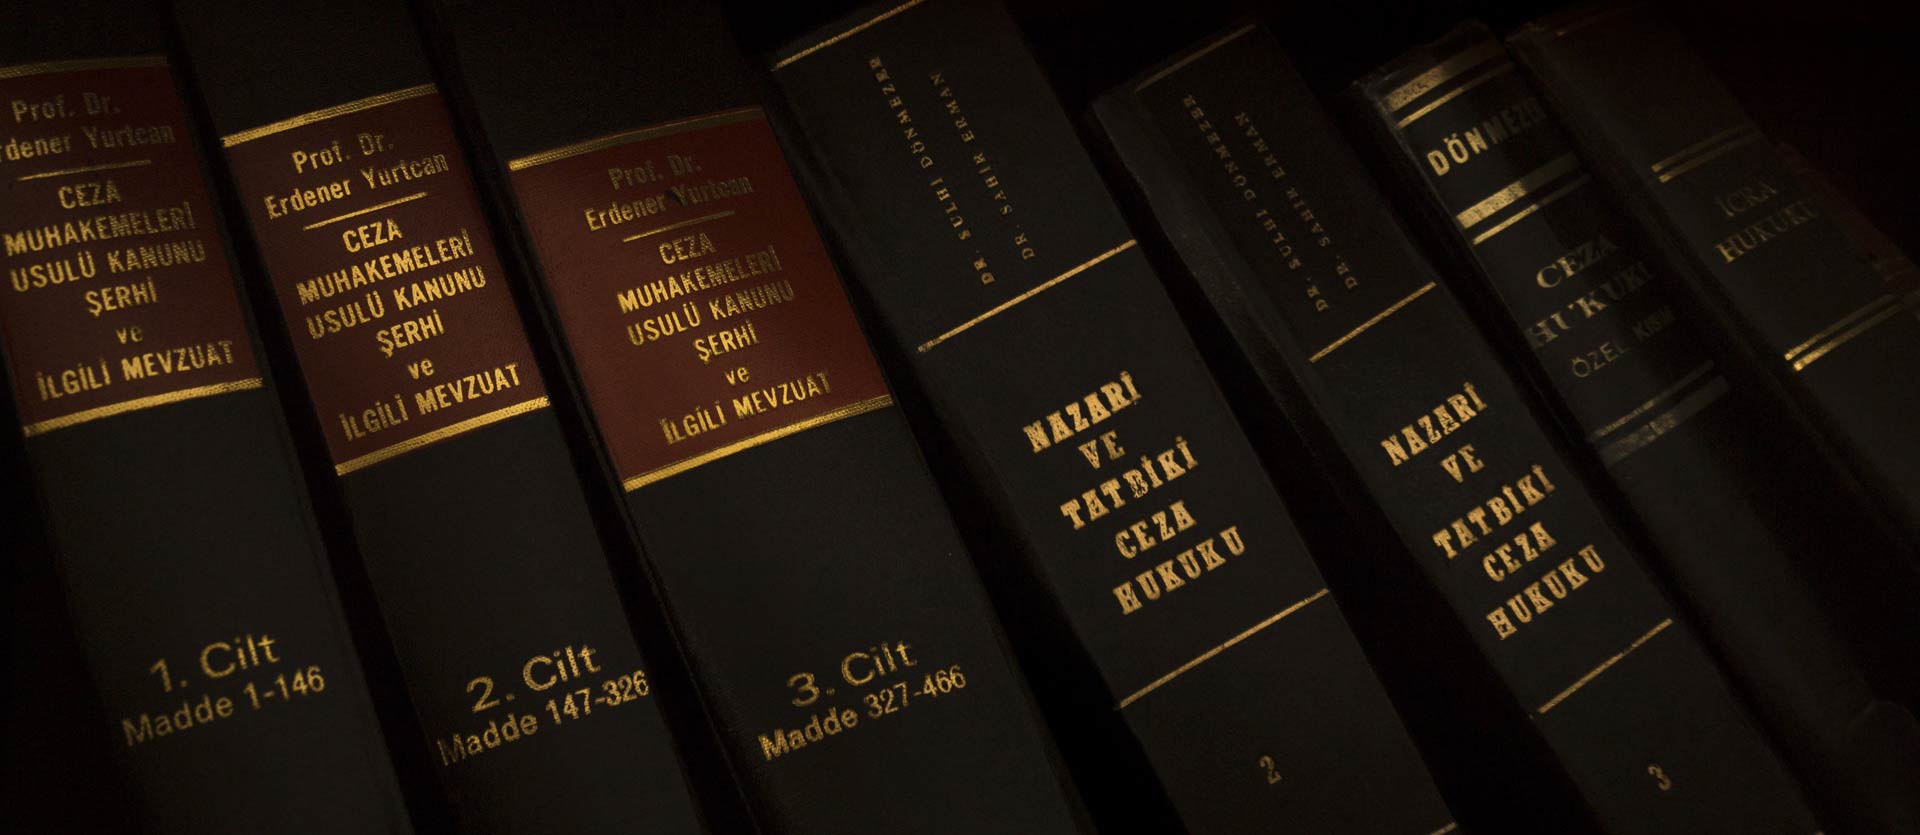 Prof. Dr.
Erdener Yurtcan
CEZA
MUHAKEMELERİ
USULÜ KANUNU
ŞERHİ
ve
İLGİLİ MEVZUAT
1. Cilt
Madde 1-146
Prof. Dr.
Erdener Yurtcan
CEZA
MUHAKEMELERİ
USULÜ KANUNU
ŞERHİ
ve
İLGİLİ MEVZUAT
2. Cilt
Madde 147-326
Prof. Dr.
Erdener Yurtcan
CEZA
MUHAKEMELERİ
USULÜ KANUNU
ŞERHİ
ve
İLGİLİ MEVZUAT
3. Cilt
Madde 327-466
DR. SULHİ DÖNMEZER
DR. SAHİR ERMAN
NAZARİ
VE
TATBİKİ
CEZA
HUKUKU
2
DR. SULHİ DÖNMEZER
DR. SAHİR ERMAN
NAZARİ
VE
TATBİKİ
CEZA
HUKUKU
3
DÖNMEZER
CEZA
HUKUKU
ÖZEL KISIM
İCRA
HUKUKU